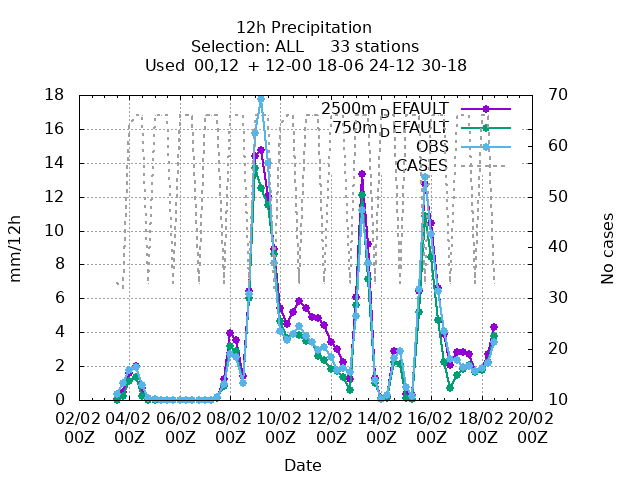 12h Precipitation
Selection: ALL 33 stations
Used 00,12 + 12-00 18-06 24-12 30-18
mm/12h
18
16
14
12
10
8
6
4
2
0
70
60
50
40
30
20
10
No cases
2500m_DEFAULT
750m_DEFAULT
OBS
CASES
02/02 04/02 06/02 08/02 10/02 12/02 14/02 16/02 18/02 20/02
00Z 00Z 00Z 00Z 00Z 00Z 00Z 00Z 00Z 00Z
Date